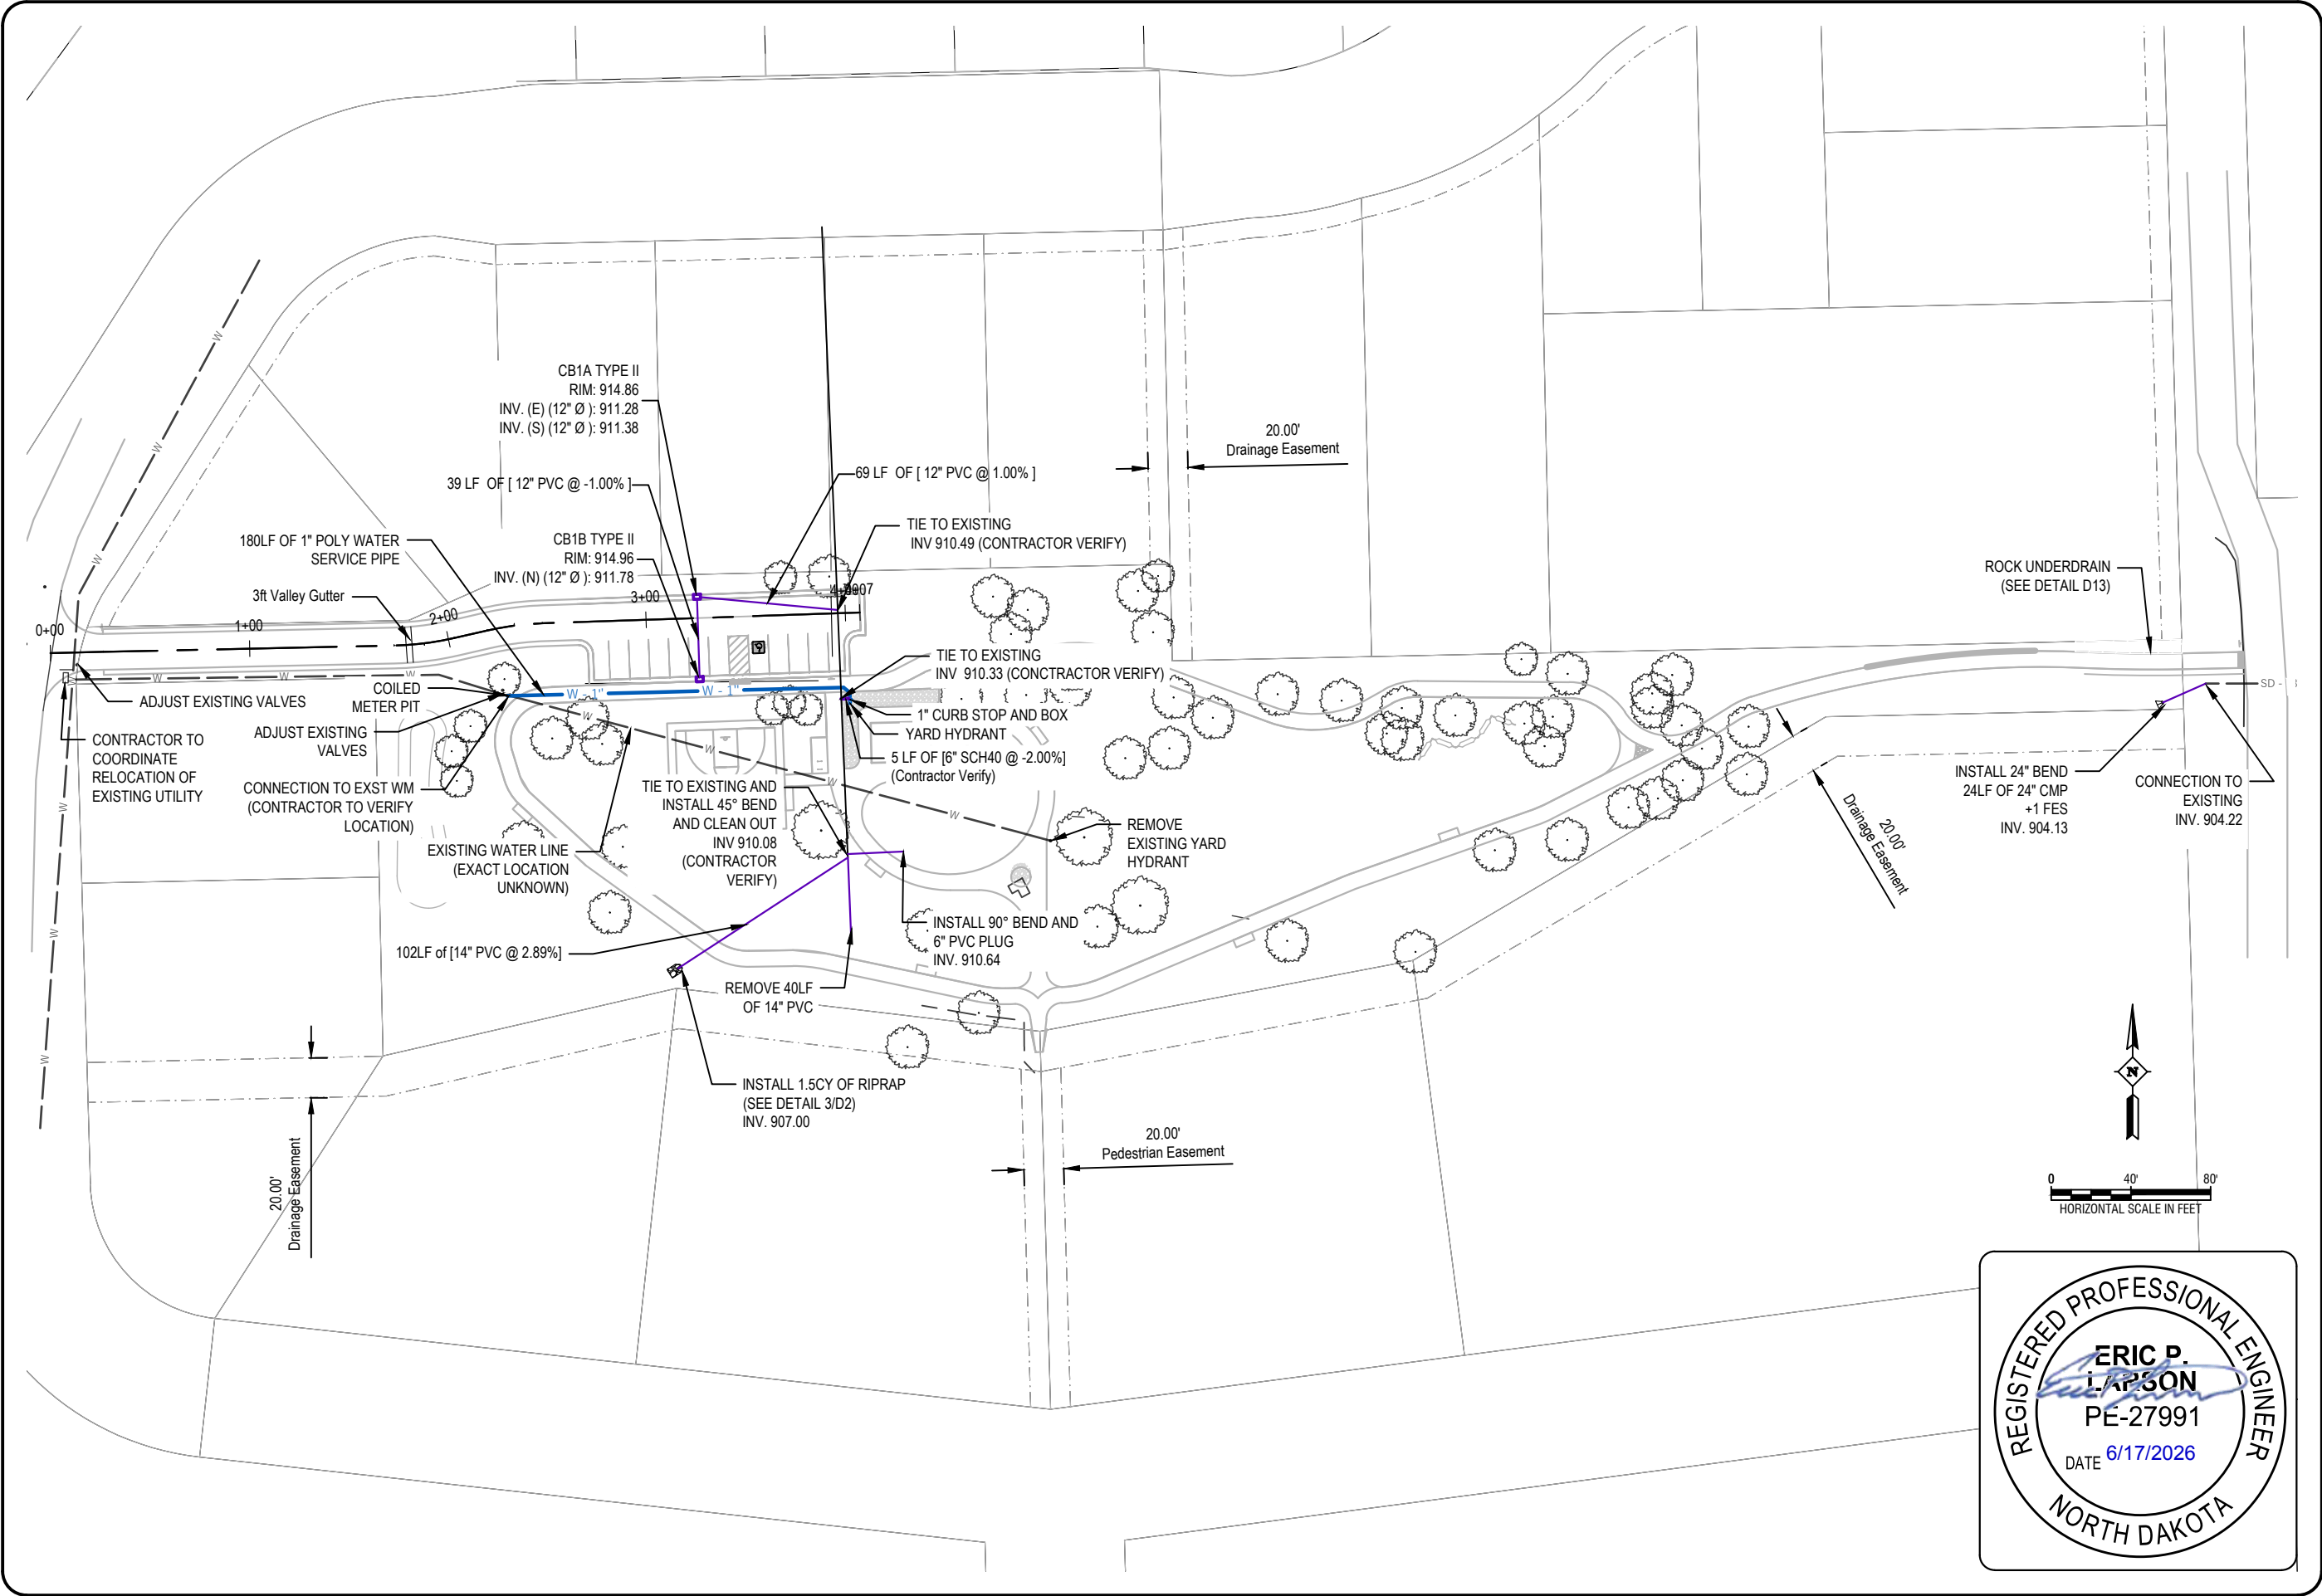 CB1A TYPE II
RIM: 914.86
INV. (E) (12" Ø ): 911.28
INV. (S) (12" Ø ): 911.38
39 LF OF [ 12" PVC @ -1.00% ]
69 LF OF [ 12" PVC @ 1.00% ]
20.00'
Drainage Easement
180LF OF 1" POLY WATER
SERVICE PIPE
CB1B TYPE II
RIM: 914.96
INV. (N) (12" Ø ): 911.78
TIE TO EXISTING
INV 910.49 (CONTRACTOR VERIFY)
3ft Valley Gutter
ROCK UNDERDRAIN
(SEE DETAIL D13)
0+00
1+00
2+00
3+00
W
W
W
W
W
W
W
W
W
W
W
W
W
W - 1"
W - 1"
ADJUST EXISTING VALVES
COILED
METER PIT
ADJUST EXISTING
VALVES
TIE TO EXISTING
INV 910.33 (CONCTRACTOR VERIFY)
1" CURB STOP AND BOX
YARD HYDRANT
5 LF OF [6" SCH40 @ -2.00%]
(Contractor Verify)
CONTRACTOR TO
COORDINATE
RELOCATION OF
EXISTING UTILITY
CONNECTION TO EXST WM
(CONTRACTOR TO VERIFY
LOCATION)
EXISTING WATER LINE
(EXACT LOCATION
UNKNOWN)
TIE TO EXISTING AND
INSTALL 45° BEND
AND CLEAN OUT
INV 910.08
(CONTRACTOR
VERIFY)
REMOVE
EXISTING YARD
HYDRANT
INSTALL 24" BEND
24LF OF 24" CMP
+1 FES
INV. 904.13
CONNECTION TO
EXISTING
INV. 904.22
SD -
20.00'
Drainage Easement
102LF of [14" PVC @ 2.89%]
INSTALL 90° BEND AND
6" PVC PLUG
INV. 910.64
REMOVE 40LF
OF 14" PVC
INSTALL 1.5CY OF RIPRAP
(SEE DETAIL 3/D2)
INV. 907.00
20.00'
Drainage Easement
20.00'
Pedestrian Easement
N
0 40' 80'
HORIZONTAL SCALE IN FEET
REGISTERED PROFESSIONAL ENGINEER
ERIC P.
LARSON
PE-27991
DATE 6/17/2026
NORTH DAKOTA